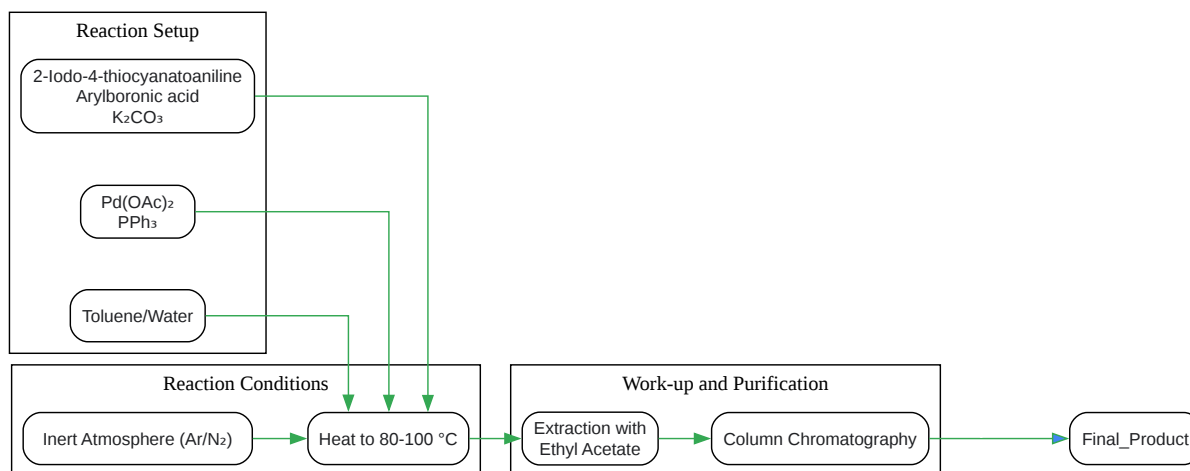 Reaction Setup
2-Iodo-4-thiocyanatoaniline
Arylboronic acid
K₂CO₃
Pd(OAc)₂
PPh₃
Toluene/Water
Reaction Conditions
Inert Atmosphere (Ar/N₂)
Heat to 80-100 °C
Work-up and Purification
Extraction with
Ethyl Acetate
Column Chromatography
Final_Product